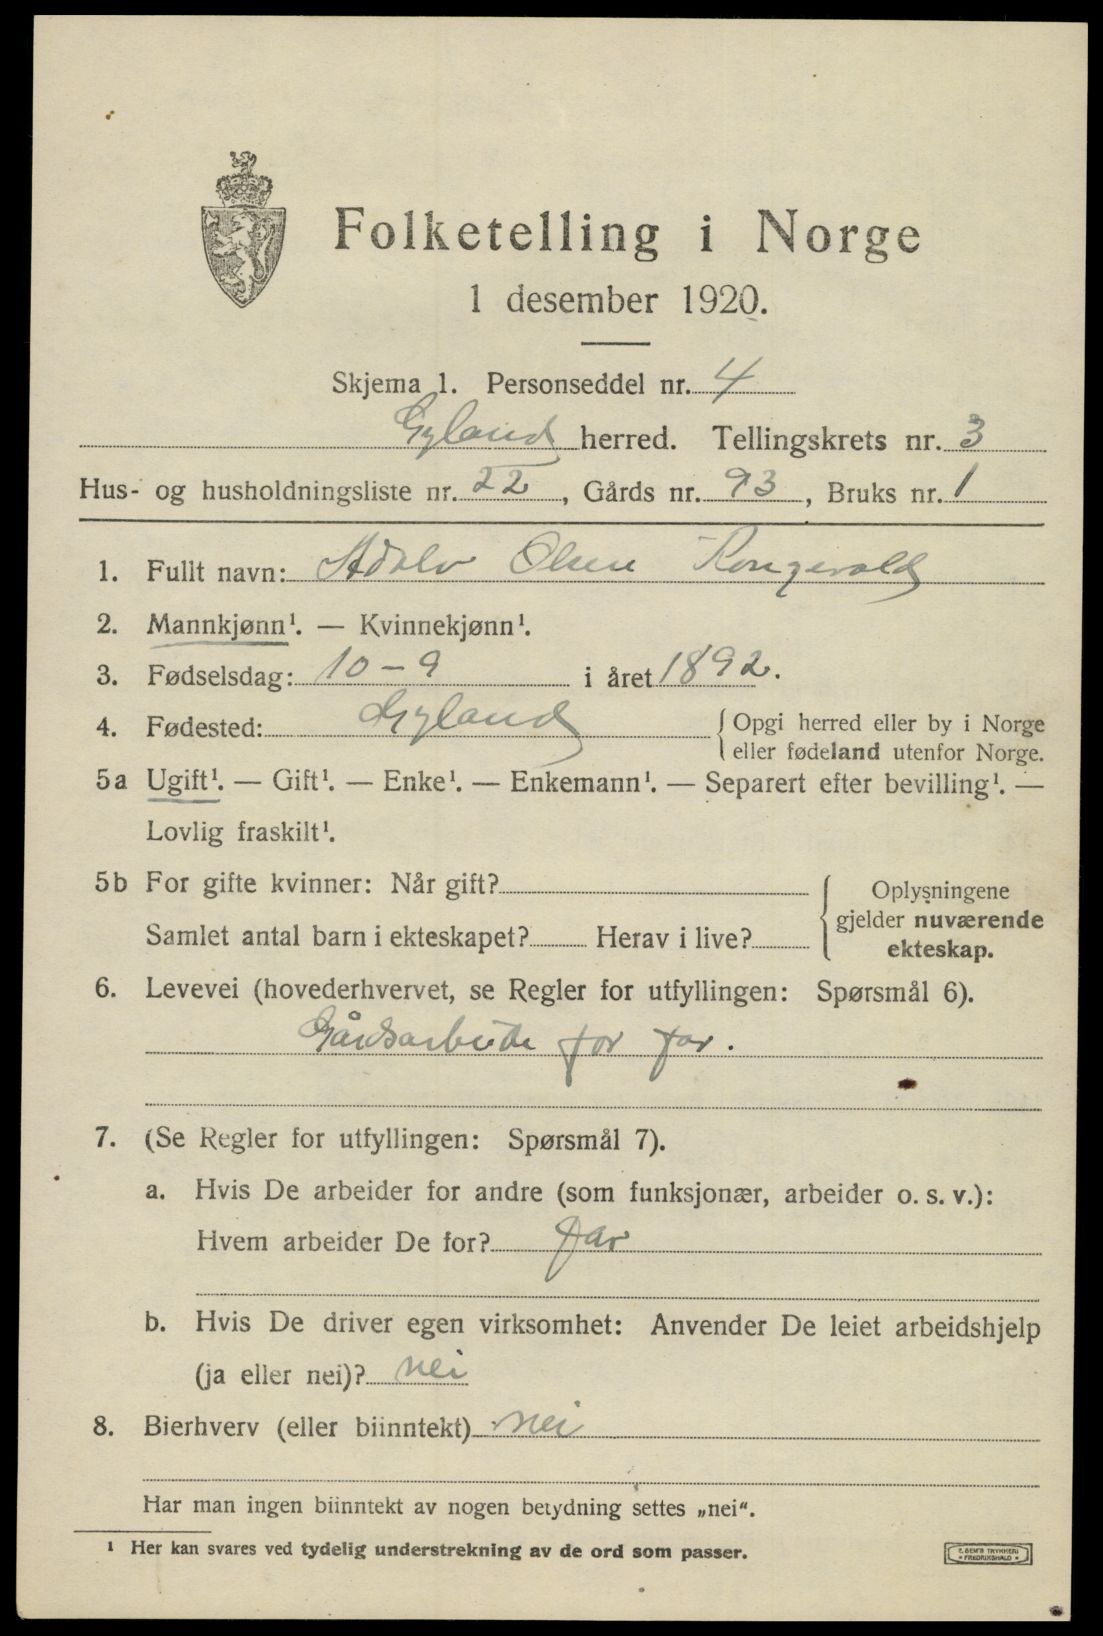 Folketelling i Norge
1 desember 1920.
Skjema 1. Personseddel nr. 4
Gyland herred. Tellingskrets nr. 3
Hus- og husholdningsliste nr. 22, Gårds nr. 93, Bruks nr. 1
1. Fullt navn: Adolv Olsen
2. Mannkjønn¹. — Kvinnekjønn¹.
3. Fødselsdag: 10-9 i året 1892.
4. Fødested: Gyland {Opgi herred eller by i Norge
eller fødeland utenfor Norge.
5a Ugift¹. — Gift¹. — Enke¹. — Enkemann¹. — Separert efter bevilling¹. —
Lovlig fraskilt¹.
5b For gifte kvinner: Når gift?
Samlet antal barn i ekteskapet? Herav i live?
Oplysningene
gjelder nuværende
ekteskap.
6. Levevei (hovederhvervet, se Regler for utfyllingen: Spørsmål 6).
Gårdsarbeide for far.
7. (Se Regler for utfyllingen: Spørsmål 7).
a. Hvis De arbeider for andre (som funksjonær, arbeider o. s. v.):
Hvem arbeider De for? far
b. Hvis De driver egen virksomhet: Anvender De leiet arbeidshjelp
(ja eller nei)? nei
8. Bierhverv (eller biinntekt) nei
Har man ingen biinntekt av nogen betydning settes „nei“.
¹ Her kan svares ved tydelig understrekning av de ord som passer.
E. SEM'S TRYKKERI
FREDRIKSHALD